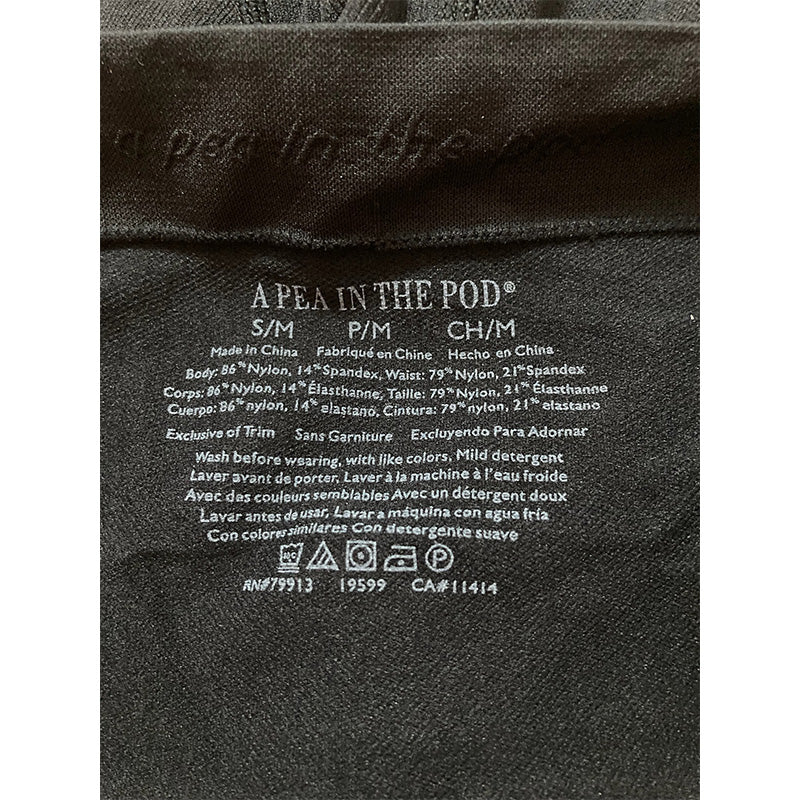 a pea in the po
A PEA IN THE POD®
S/M P/M CH/M
Made in China Fabriqué en Chine Hecho en China
Body: 86% Nylon, 14% Spandex, Waist: 79% Nylon, 21% Spandex
Corps: 86% Nylon, 14% Élasthanne, Taille: 79% Nylon, 21% Élasthanne
Cuerpo: 86% nylon, 14% elastano, Cintura: 79% nylon, 21% elastano
Exclusive of Trim Sans Garniture Excluyendo Para Adornar
Wash before wearing, with like colors, Mild detergent
Laver avant de porter, Laver à la machine à l'eau froide
Avec des couleurs semblables Avec un détergent doux
Lavar antes de usar, Lavar a máquina con agua fría
Con colores similares Con detergente suave
RN#79913 19599 CA#11414